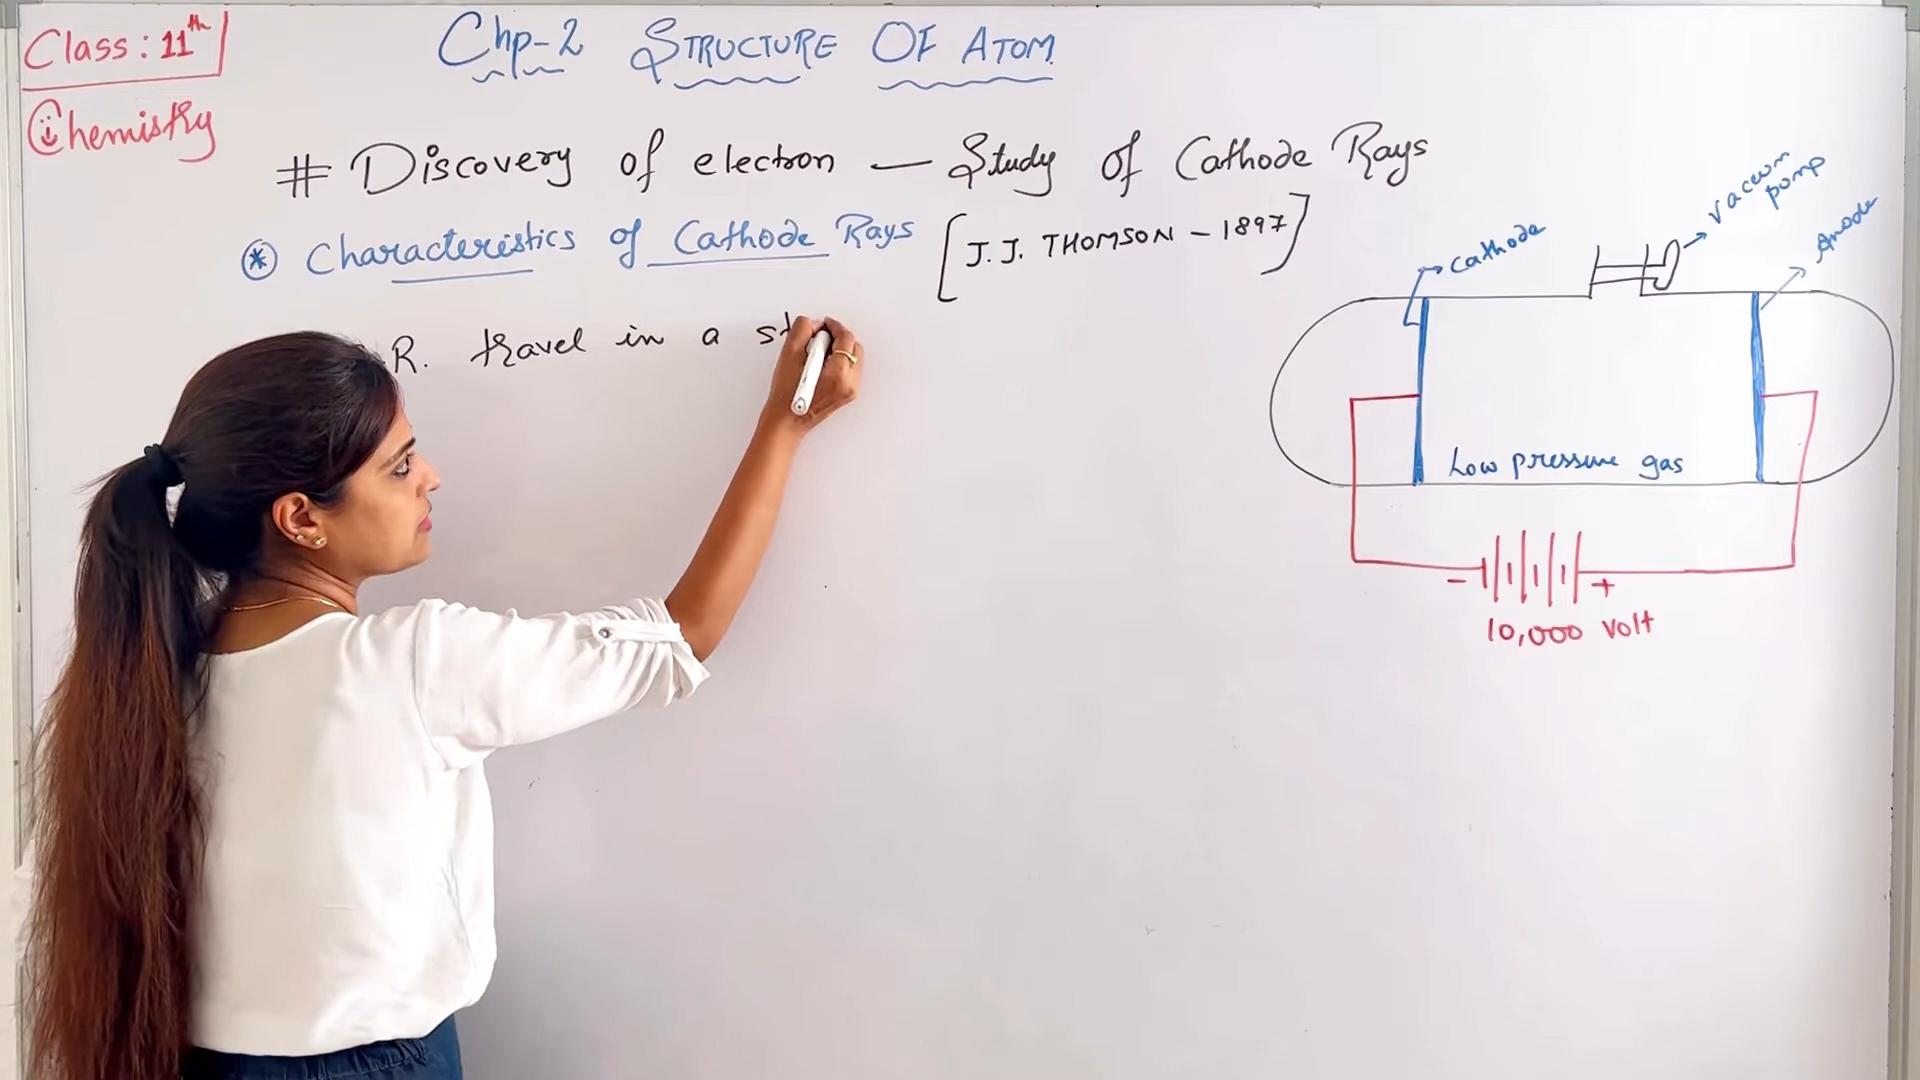 Class : 11th
Chemistry
Chp-2 STRUCTURE OF ATOM
# Discovery of electron — Study of Cathode Rays
* Characteristics of Cathode Rays [J. J. THOMSON - 1897]
R. travel in a st
Cathode
Vaccum
pump
Anode
Low pressure gas
- +
10,000 volt